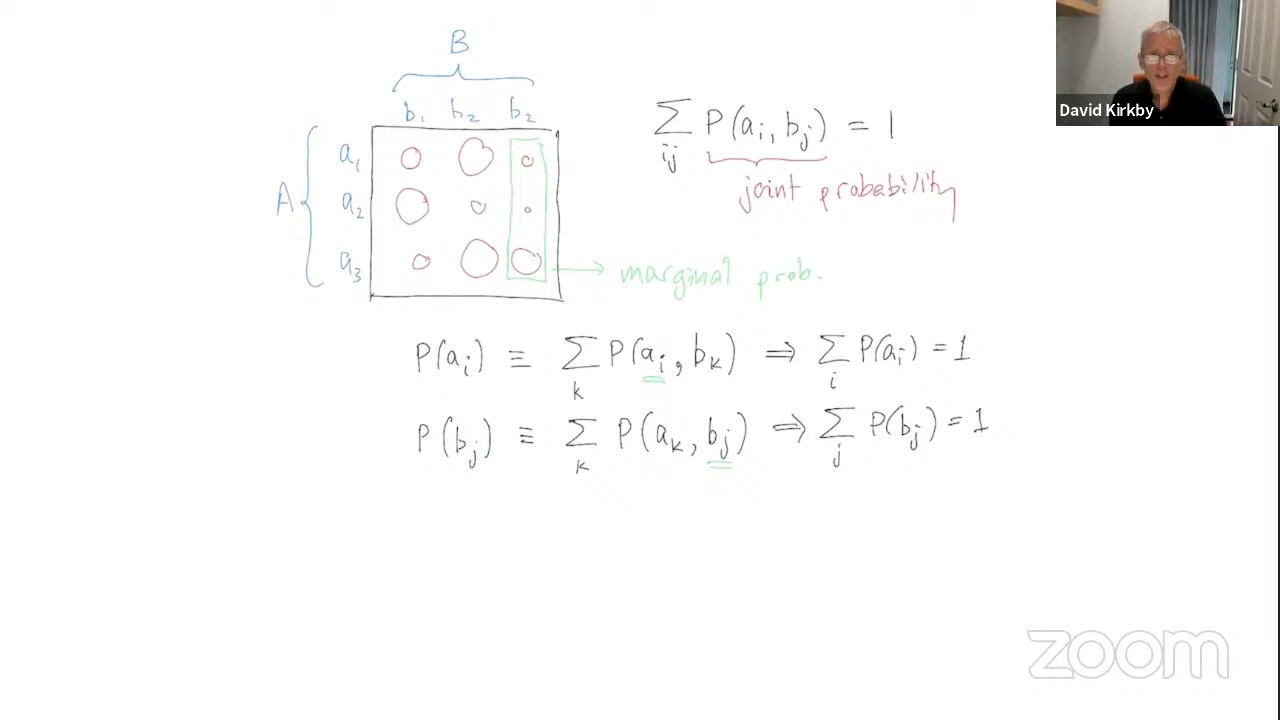 B
b₁ b₂ b₂
A
a₁
a₂
a₃
∑ P(aᵢ, bⱼ) = 1
ij
joint probability
marginal prob.
P(aᵢ) ≡ ∑ P(aᵢ, bₖ) ⇒ ∑ P(aᵢ) = 1
k i
P(bⱼ) ≡ ∑ P(aₖ, bⱼ) ⇒ ∑ P(bⱼ) = 1
k j
David Kirkby
zoom